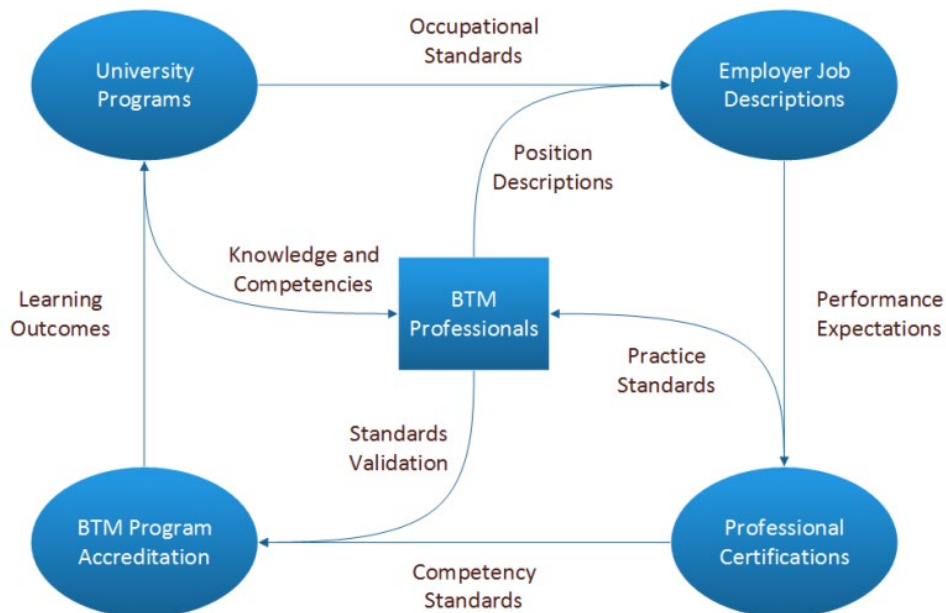 Occupational
Standards
University
Programs
Employer Job
Descriptions
Position
Descriptions
Knowledge and
Competencies
Learning
Outcomes
BTM
Professionals
Performance
Expectations
Practice
Standards
Standards
Validation
BTM Program
Accreditation
Professional
Certifications
Competency
Standards